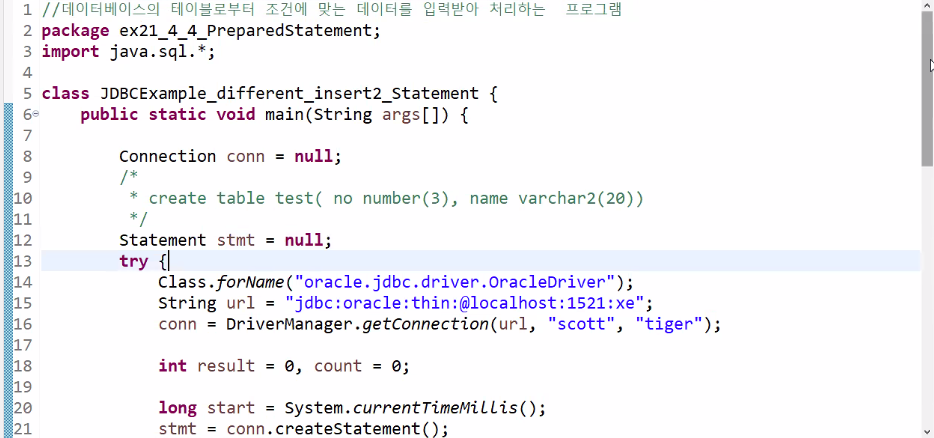 1 //데이터베이스의 테이블로부터 조건에 맞는 데이터를 입력받아 처리하는  프로그램
2 package ex21_4_4_PreparedStatement;
3 import java.sql.*;
4
5 class JDBCExample_different_insert2_Statement {
6     public static void main(String args[]) {
7
8         Connection conn = null;
9         /*
10          * create table test( no number(3), name varchar2(20))
11          */
12         Statement stmt = null;
13         try {
14             Class.forName("oracle.jdbc.driver.OracleDriver");
15             String url = "jdbc:oracle:thin:@localhost:1521:xe";
16             conn = DriverManager.getConnection(url, "scott", "tiger");
17
18             int result = 0, count = 0;
19
20             long start = System.currentTimeMillis();
21             stmt = conn.createStatement();